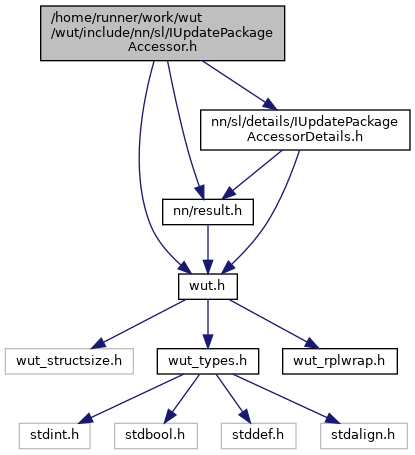 /home/runner/work/wut
/wut/include/nn/sl/IUpdatePackage
Accessor.h
nn/sl/details/IUpdatePackage
AccessorDetails.h
nn/result.h
wut.h
wut_structsize.h
wut_types.h
wut_rplwrap.h
stdint.h
stdbool.h
stddef.h
stdalign.h